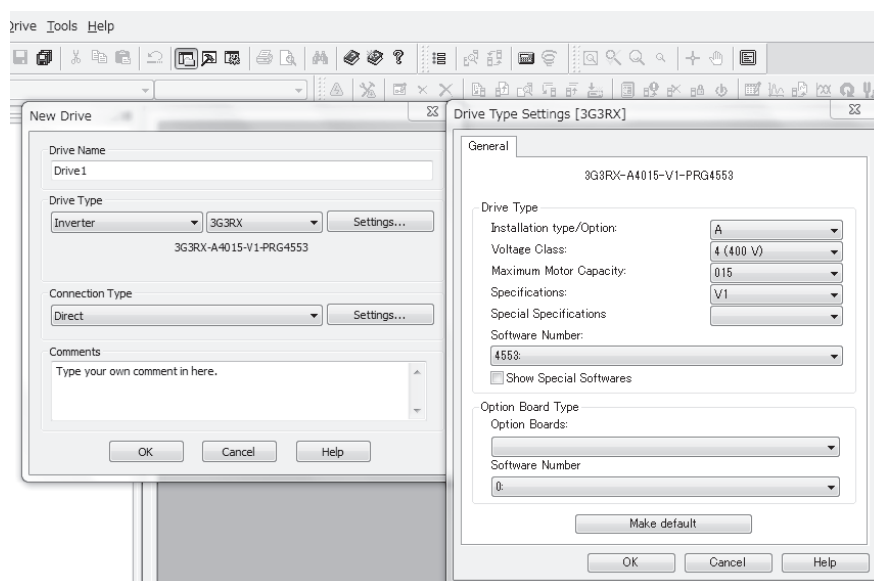 Drive Tools Help
New Drive
Drive Name
Drive1
Drive Type
Inverter 3G3RX Settings...
3G3RX-A4015-V1-PRG4553
Connection Type
Direct Settings...
Comments
Type your own comment in here.
OK Cancel Help
Drive Type Settings [3G3RX]
General
3G3RX-A4015-V1-PRG4553
Drive Type
Installation type/Option: A
Voltage Class: 4 (400 V)
Maximum Motor Capacity: 015
Specifications: V1
Special Specifications
Software Number:
4553:
Show Special Softwares
Option Board Type
Option Boards:
Software Number
0:
Make default
OK Cancel Help